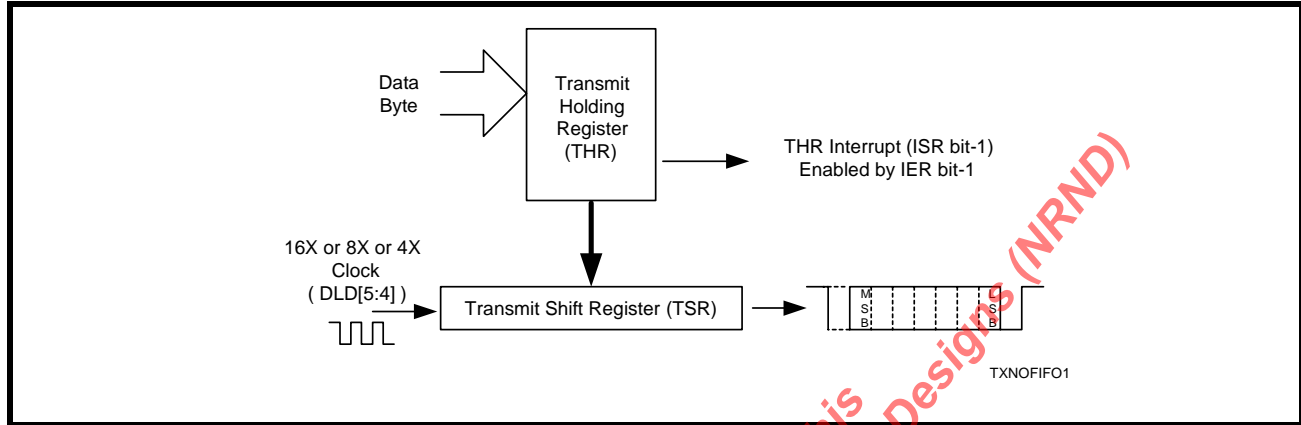 Data
Byte
Transmit
Holding
Register
(THR)
THR Interrupt (ISR bit-1)
Enabled by IER bit-1
16X or 8X or 4X
Clock
( DLD[5:4] )
Transmit Shift Register (TSR)
M
S
B
L
S
B
TXNOFIFO1
this
Designs (NRND)